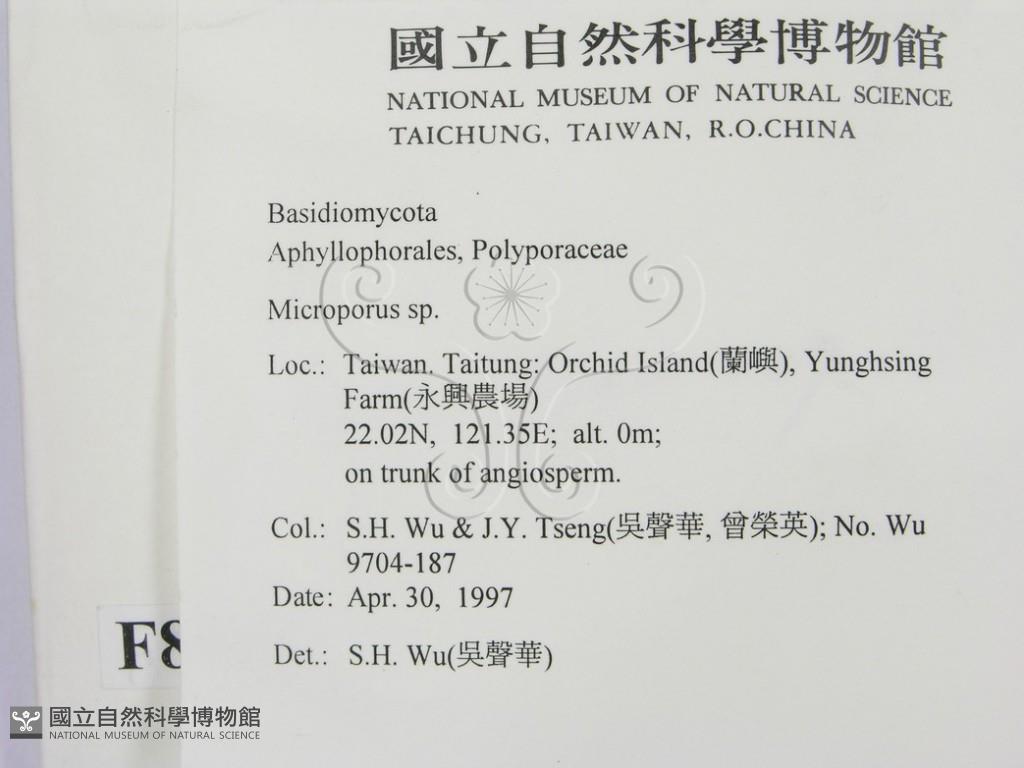 國立自然科學博物館
NATIONAL MUSEUM OF NATURAL SCIENCE
TAICHUNG, TAIWAN, R.O.CHINA
Basidiomycota
Aphyllophorales, Polyporaceae
Microporus sp.
Loc.: Taiwan. Taitung: Orchid Island(蘭嶼), Yunghsing
Farm(永興農場)
22.02N, 121.35E; alt. 0m;
on trunk of angiosperm.
Col.: S.H. Wu & J.Y. Tseng(吳聲華, 曾榮英); No. Wu
9704-187
Date: Apr. 30, 1997
Det.: S.H. Wu(吳聲華)
F8
國立自然科學博物館
NATIONAL MUSEUM OF NATURAL SCIENCE